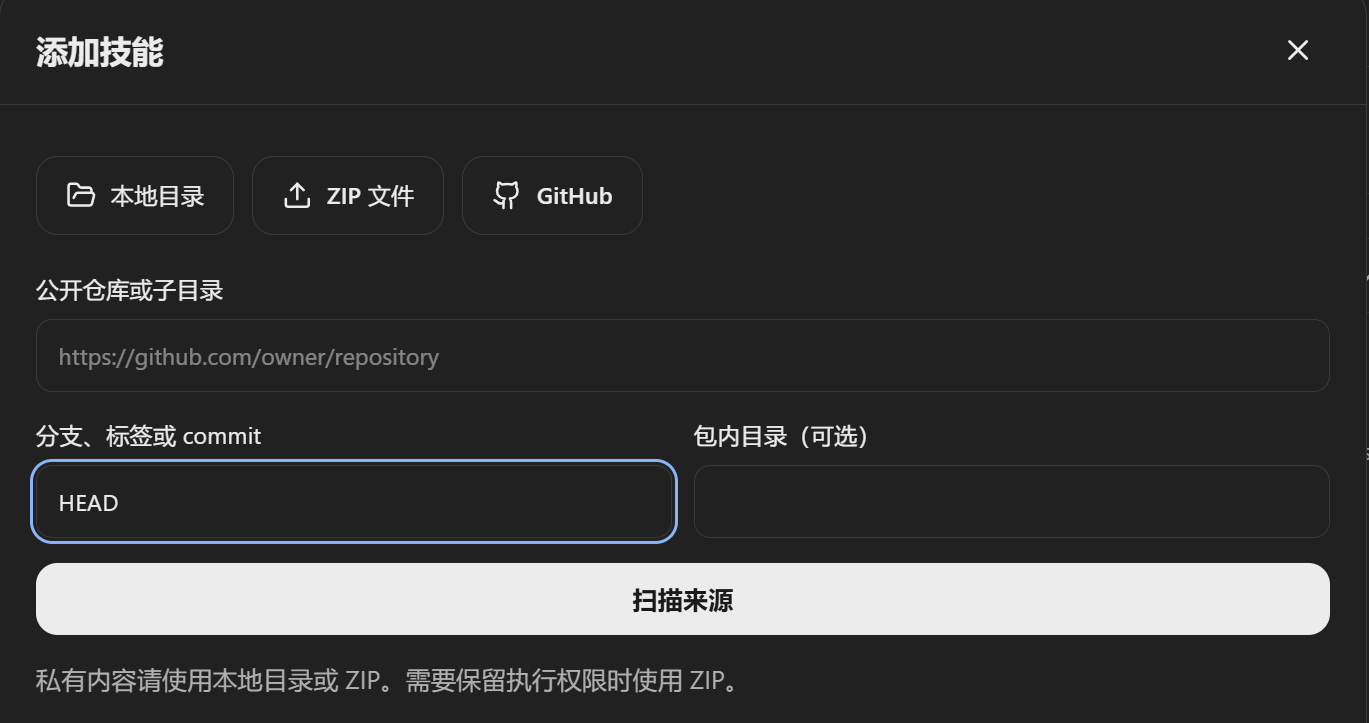 添加技能
本地目录
ZIP 文件
GitHub
公开仓库或子目录
https://github.com/owner/repository
分支、标签或 commit
包内目录（可选）
HEAD
扫描来源
私有内容请使用本地目录或 ZIP。需要保留执行权限时使用 ZIP。